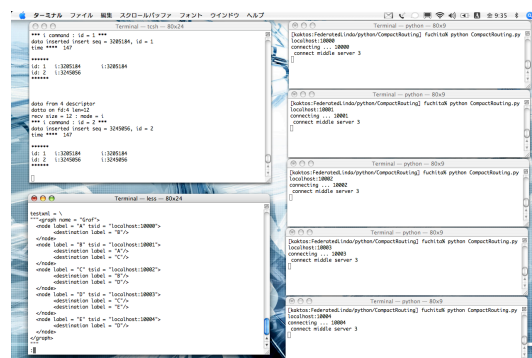 ターミナル ファイル 編集 スクロールバッファ フォント ウインドウ ヘルプ
金 9:35
Terminal — tcsh — 80x24
*** i command : id = 1 ***
data inserted insert seq = 3205184, id = 1
time **** 147
******
id: 1 i:3205184 i:3205184
id: 2 i:3245056
******
data from 4 descriptor
datto on fd:4 len=12
recv size = 12 : mode = i
*** i command : id = 2 ***
data inserted insert seq = 3245056, id = 2
time **** 147
******
id: 1 i:3205184 i:3205184
id: 2 i:3245056 i:3245056
******
Terminal — less — 80x24
testxml = \
"""<graph name = "Graf">
<node label = "A" tsid = "localhost:10000">
<destination label = "B"/>
</node>
<node label = "B" tsid = "localhost:10001">
<destination label = "A"/>
<destination label = "C"/>
</node>
<node label = "C" tsid = "localhost:10002">
<destination label = "B"/>
<destination label = "D"/>
</node>
<node label = "D" tsid = "localhost:10003">
<destination label = "C"/>
<destination label = "E"/>
</node>
<node label = "E" tsid = "localhost:10004">
<destination label = "D"/>
</node>
</graph>
"""
:
Terminal — python — 80x9
[kaktos:FederatedLinda/python/CompactRouting] fuchita% python CompactRouting.py
localhost:10000
connecting ... 10000
connect middle server 3
Terminal — python — 80x9
[kaktos:FederatedLinda/python/CompactRouting] fuchita% python CompactRouting.py
localhost:10001
connecting ... 10001
connect middle server 3
Terminal — python — 80x9
[kaktos:FederatedLinda/python/CompactRouting] fuchita% python CompactRouting.py
localhost:10002
connecting ... 10002
connect middle server 3
Terminal — python — 80x9
[kaktos:FederatedLinda/python/CompactRouting] fuchita% python CompactRouting.py
localhost:10003
connecting ... 10003
connect middle server 3
Terminal — python — 80x9
[kaktos:FederatedLinda/python/CompactRouting] fuchita% python CompactRouting.py
localhost:10004
connecting ... 10004
connect middle server 3